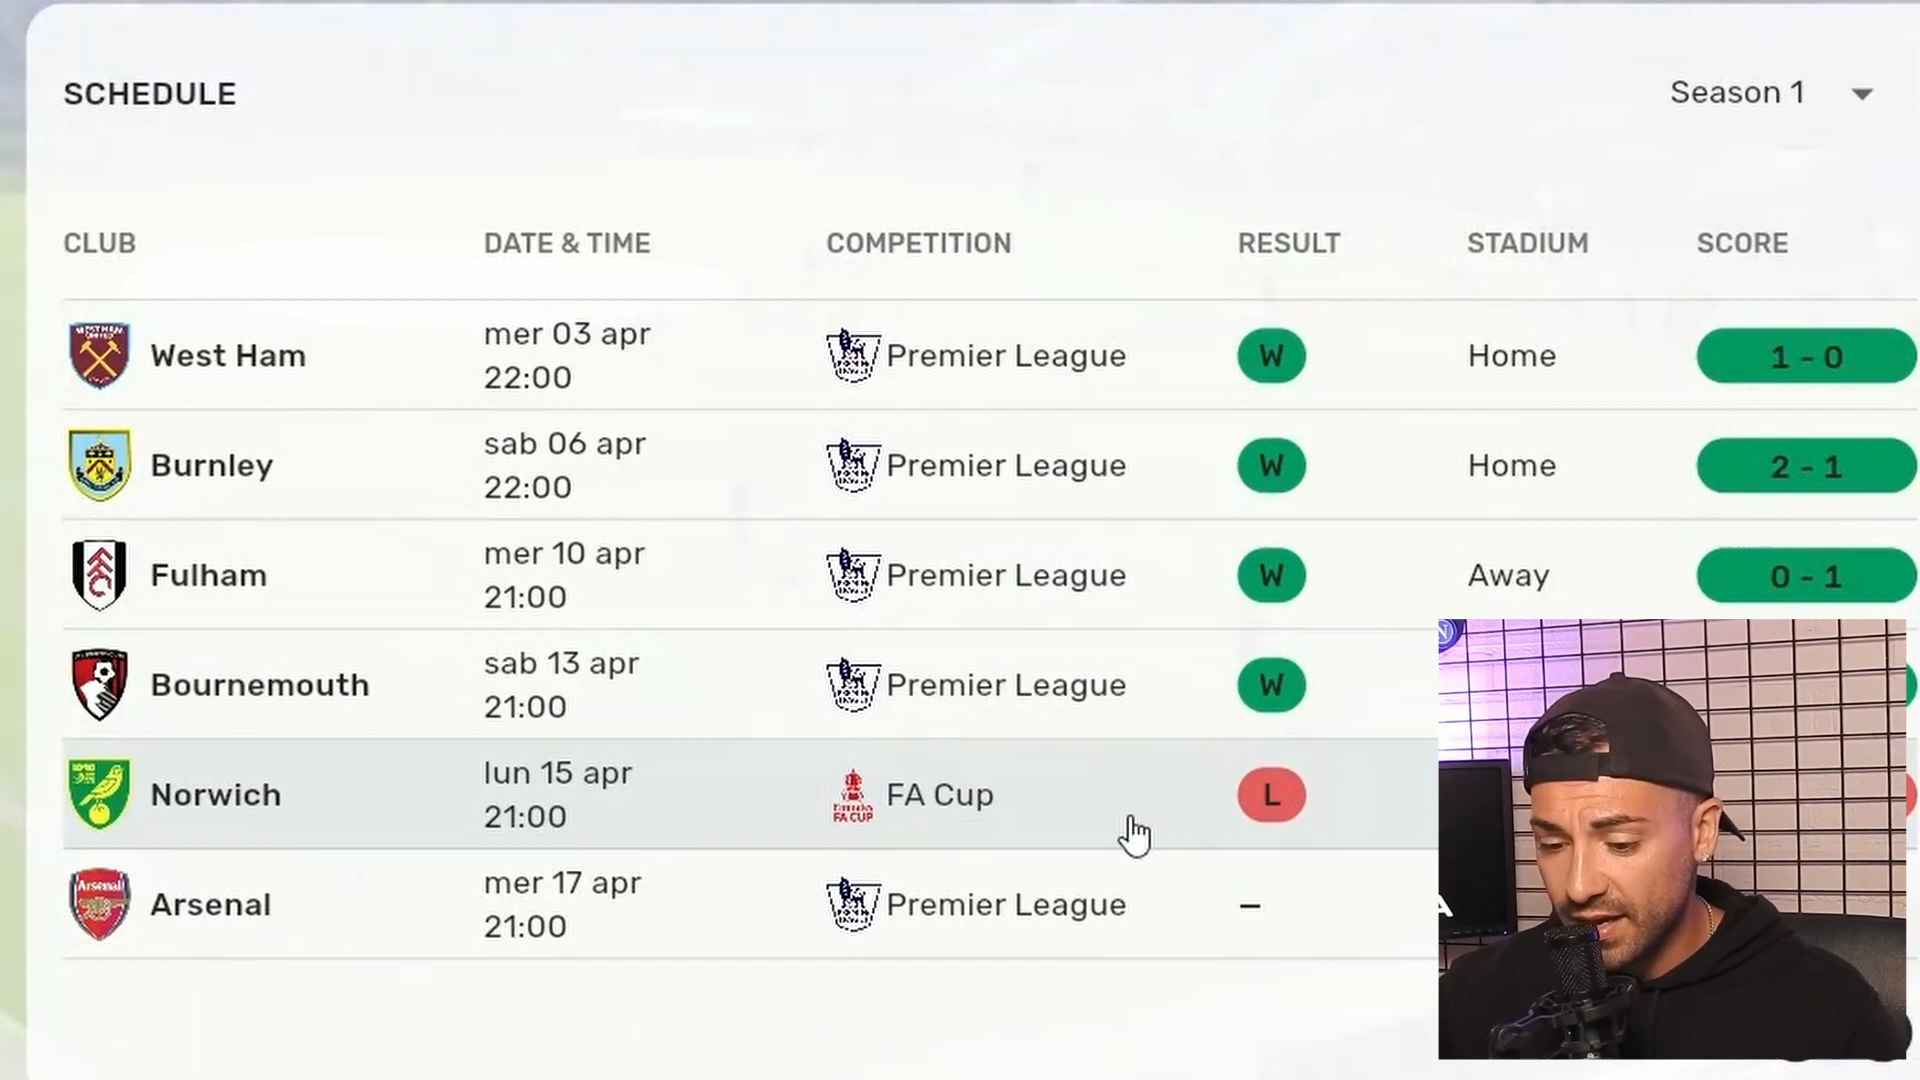 SCHEDULE
Season 1
CLUB DATE & TIME COMPETITION RESULT STADIUM SCORE
West Ham mer 03 apr 22:00 Premier League W Home 1 - 0
Burnley sab 06 apr 22:00 Premier League W Home 2 - 1
Fulham mer 10 apr 21:00 Premier League W Away 0 - 1
Bournemouth sab 13 apr 21:00 Premier League W
Norwich lun 15 apr 21:00 FA CUP FA Cup L
Arsenal Arsenal mer 17 apr 21:00 Premier League –